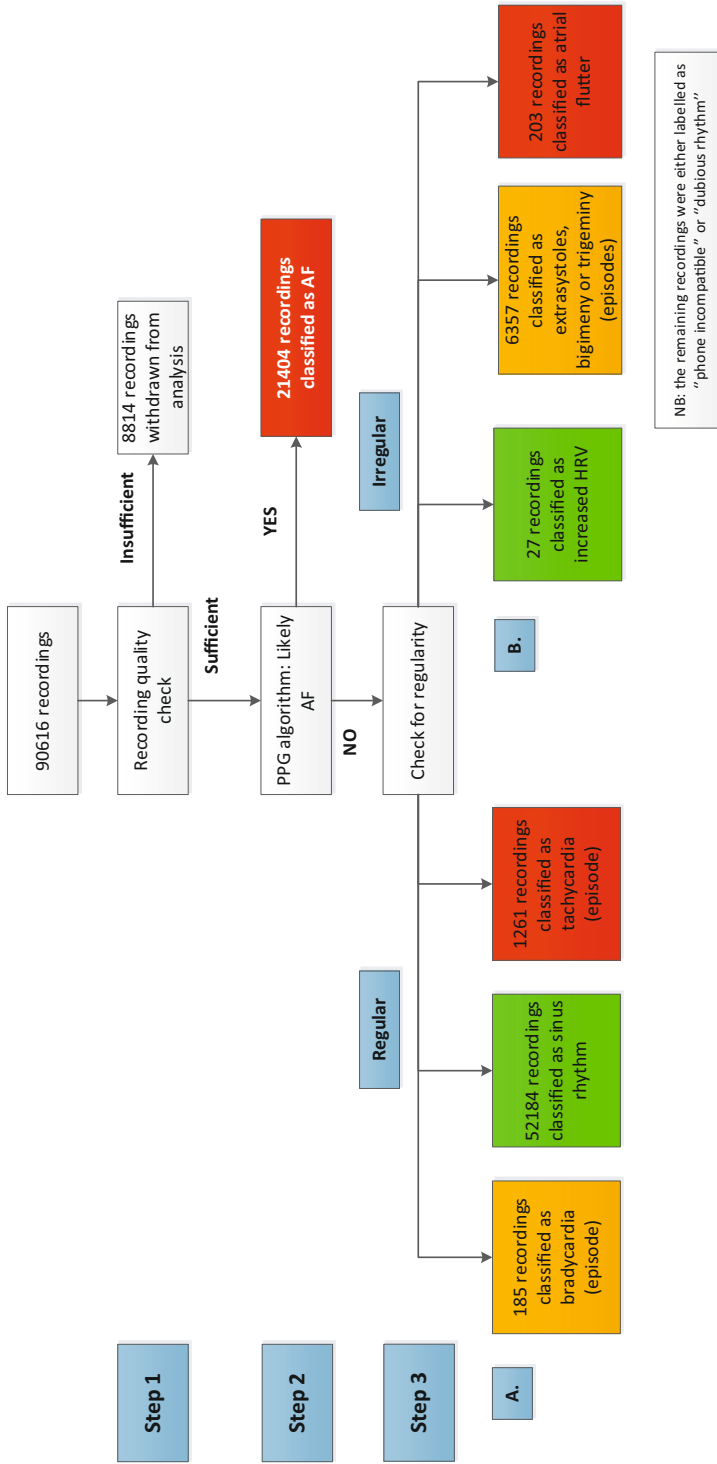 90616 recordings
Step 1
Recording quality
check
Insufficient
8814 recordings
withdrawn from
analysis
Sufficient
Step 2
PPG algorithm: Likely
AF
YES
21404 recordings
classified as AF
NO
Step 3
Check for regularity
Regular
Irregular
A.
185 recordings
classified as
bradycardia
(episode)
52184 recordings
classified as sinus
rhythm
1261 recordings
classified as
tachycardia
(episode)
B.
27 recordings
classified as
increased HRV
6357 recordings
classified as
extrasystoles,
bigimeny or trigeminy
(episodes)
203 recordings
classified as atrial
flutter
NB: the remaining recordings were either labelled as
“phone incompatible” or “dubious rhythm”